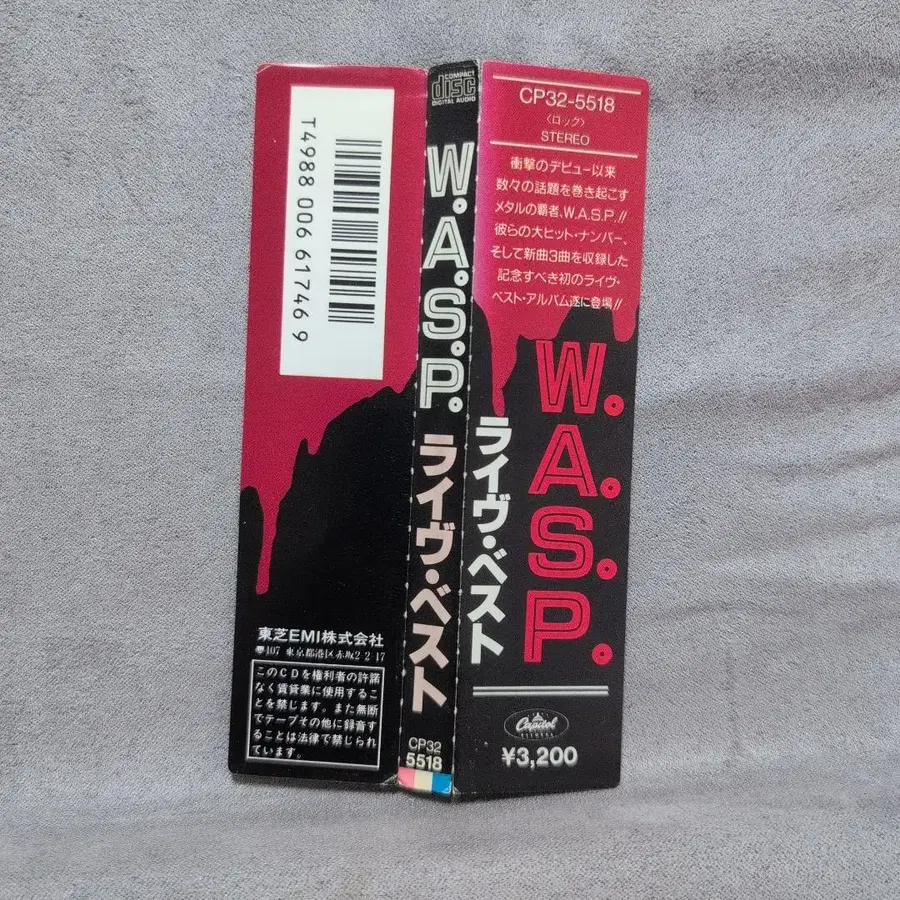 T4988 006 617469
東芝EMI株式会社
〠107 東京都港区赤坂2-2-17
このCDを権利者の許諾
なく賃貸業に使用するこ
とを禁じます。また無断
でテープその他に録音す
ることは法律で禁じられ
ています。
COMPACT
disc
DIGITAL AUDIO
W.A.S.P.
ライヴ・ベスト
CP32
5518
CP32-5518
〈ロック〉
STEREO
衝撃のデビュー以来
数々の話題を巻き起こす
メタルの覇者、W.A.S.P.!!
彼らの大ヒット・ナンバー、
そして新曲3曲を収録した
記念すべき初のライヴ・
ベスト・アルバム遂に登場!!
W.A.S.P.
ライヴ・ベスト
Capitol
¥3,200